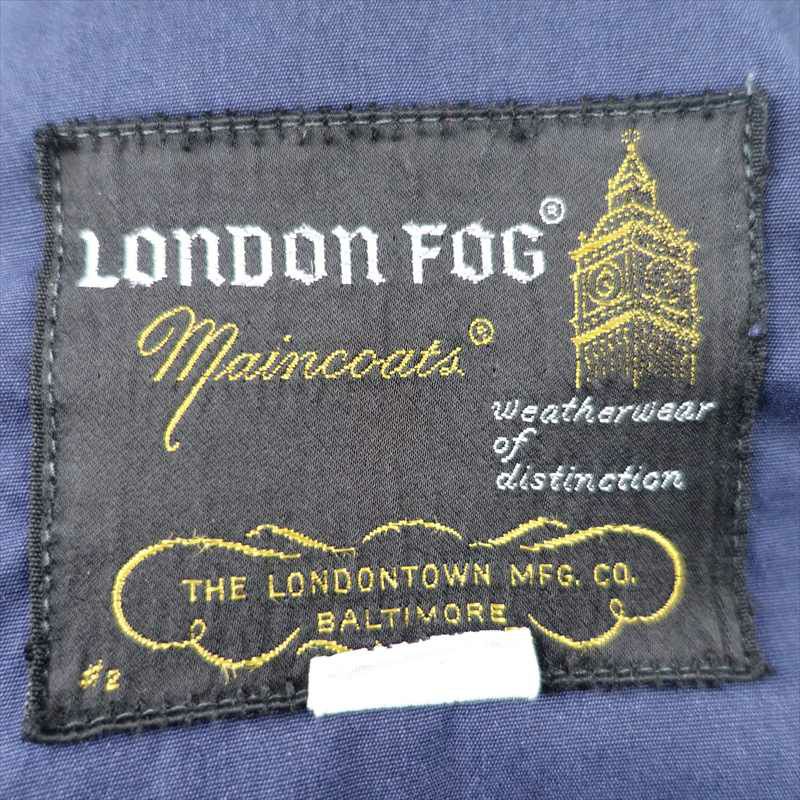 LONDON FOG®
Maincoats®
weatherwear
of
distinction
THE LONDONTOWN MFG. CO.
BALTIMORE
#2